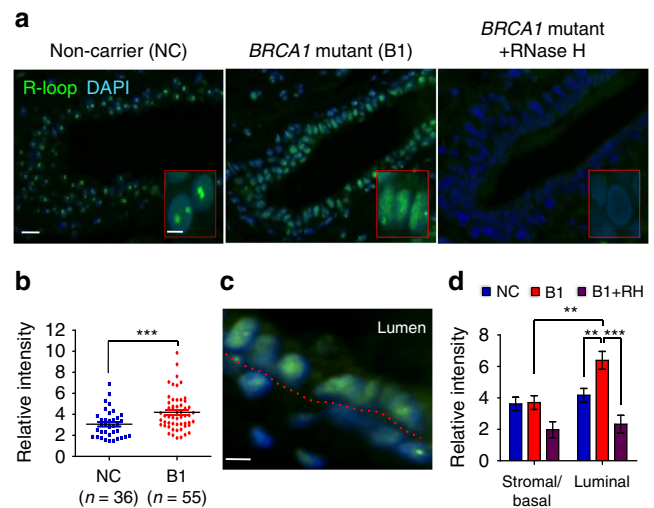 a
Non-carrier (NC)
BRCA1 mutant (B1)
BRCA1 mutant
+RNase H
R-loop DAPI
b
***
Relative intensity
12
10
8
6
4
2
0
NC
(n = 36)
B1
(n = 55)
c
Lumen
d
NC B1 B1+RH
**
** ***
Relative intensity
8
6
4
2
0
Stromal/
basal
Luminal